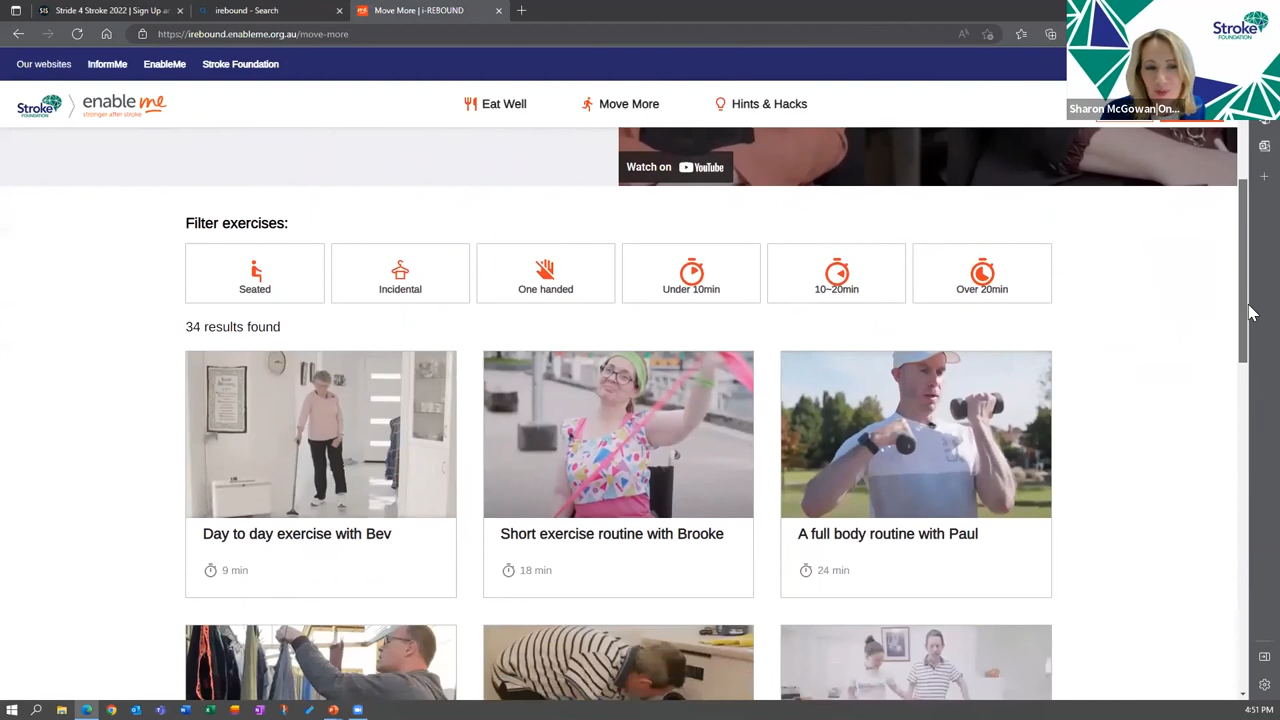 Stride 4 Stroke 2022 | Sign Up ar
irebound - Search
Move More | i-REBOUND
https://irebound.enableme.org.au/move-more
Stroke
FOUNDATION
Sharon McGowan|On...
Our websites InformMe EnableMe Stroke Foundation
Stroke
FOUNDATION
enable me
stronger after stroke
Eat Well
Move More
Hints & Hacks
Watch on YouTube
Filter exercises:
Seated
Incidental
One handed
Under 10min
10~20min
Over 20min
34 results found
Day to day exercise with Bev
Short exercise routine with Brooke
A full body routine with Paul
9 min
18 min
24 min
4:51 PM